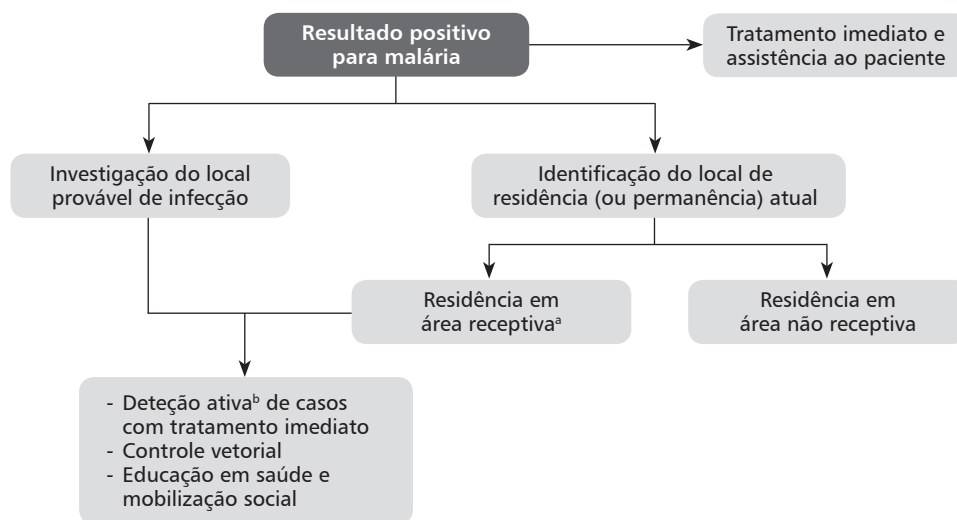 Resultado positivo
para malária
Tratamento imediato e
assistência ao paciente
Investigação do local
provável de infecção
Identificação do local de
residência (ou permanência) atual
Residência em
área receptivaᵃ
Residência em
área não receptiva
- Deteção ativaᵇ de casos
com tratamento imediato
- Controle vetorial
- Educação em saúde e
mobilização social